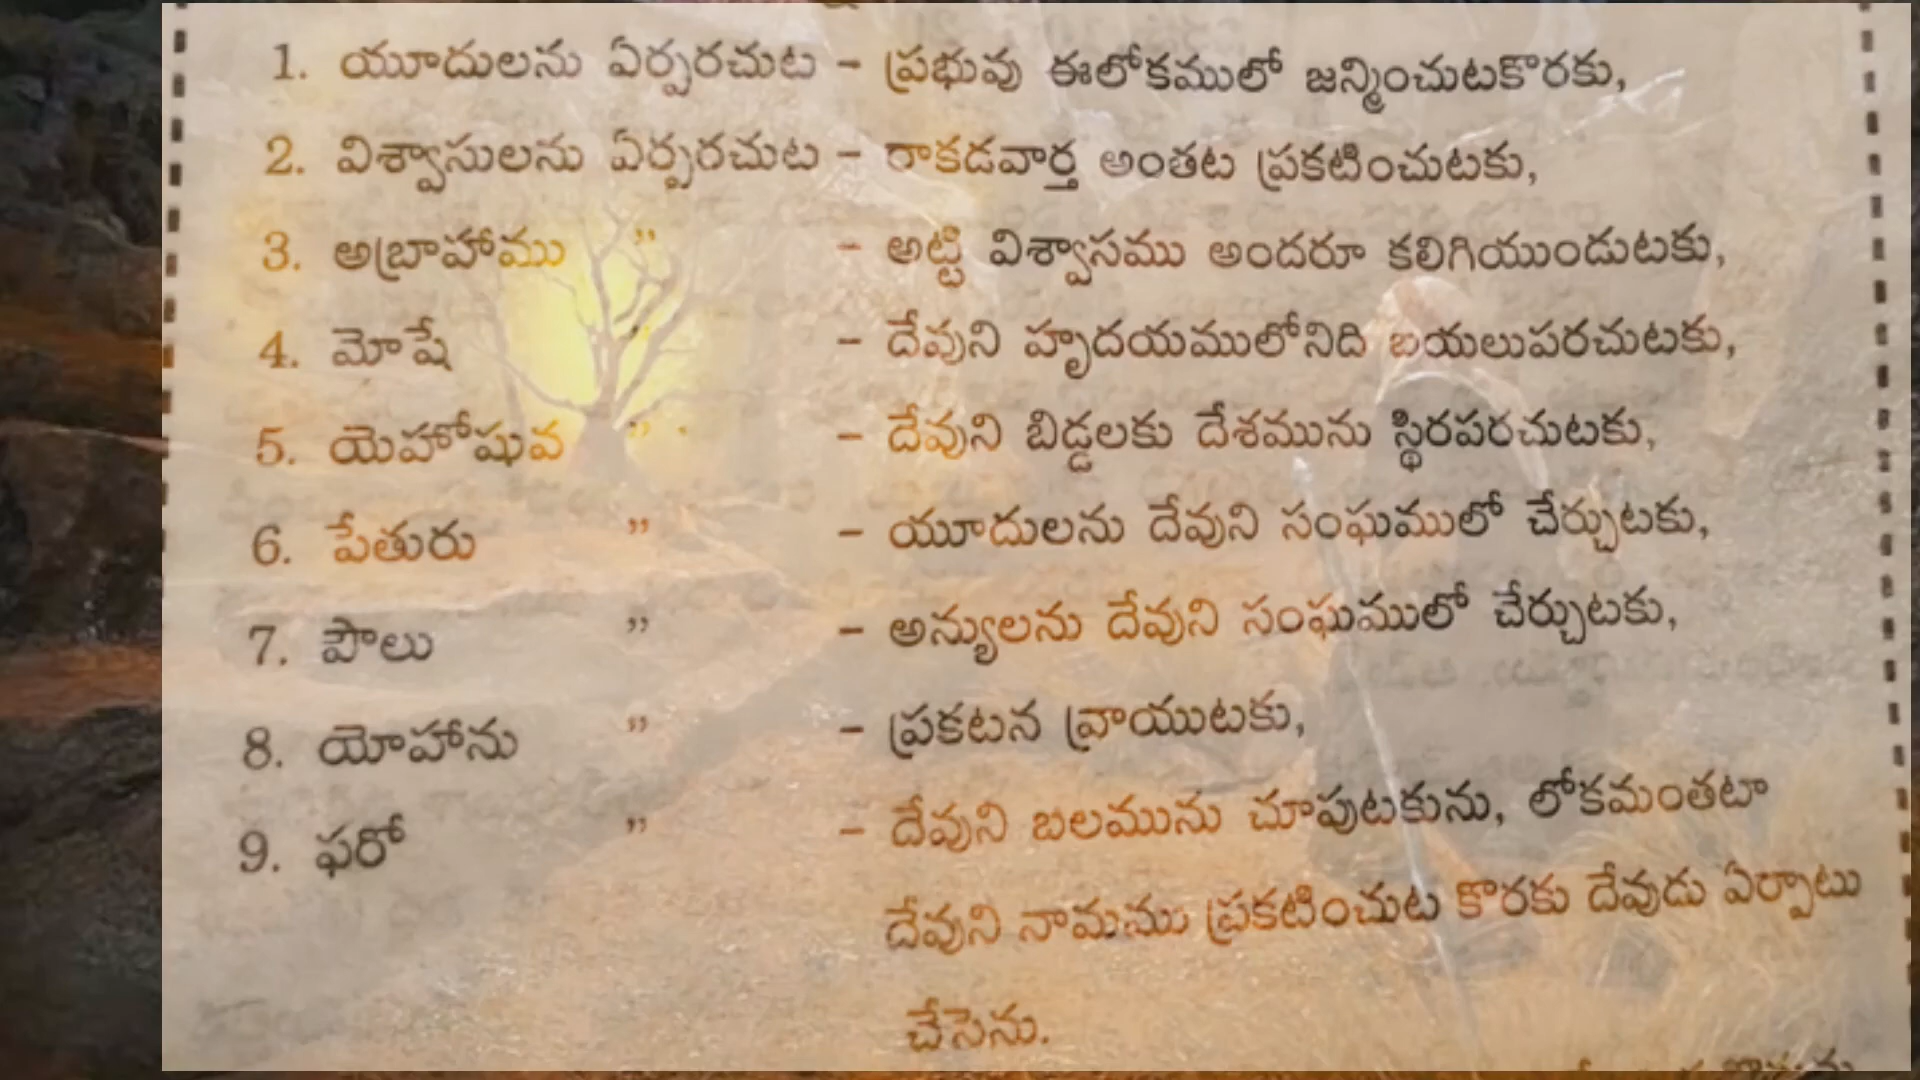 1. యూదులను ఏర్పరచుట - ప్రభువు ఈలోకములో జన్మించుటకొరకు,
2. విశ్వాసులను ఏర్పరచుట - రాకడవార్త అంతట ప్రకటించుటకు,
3. అబ్రాహాము " - అట్టి విశ్వాసము అందరూ కలిగియుండుటకు,
4. మోషే " - దేవుని హృదయములోనిది బయలుపరచుటకు,
5. యెహోషువ " - దేవుని బిడ్డలకు దేశమును స్థిరపరచుటకు,
6. పేతురు " - యూదులను దేవుని సంఘములో చేర్చుటకు,
7. పౌలు " - అన్యులను దేవుని సంఘములో చేర్చుటకు,
8. యోహాను " - ప్రకటన వ్రాయుటకు,
9. ఫరో " - దేవుని బలమును చూపుటకును, లోకమంతటా
దేవుని నామము ప్రకటించుట కొరకు దేవుడు ఏర్పాటు
చేసెను.